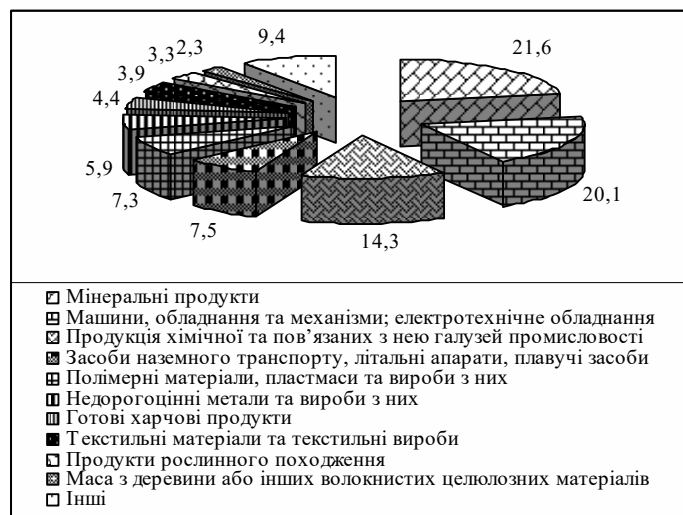 9,4
21,6
2,3
3,3
3,9
4,4
5,9
7,3
7,5
14,3
20,1
Мінеральні продукти
Машини, обладнання та механізми; електротехнічне обладнання
Продукція хімічної та пов’язаних з нею галузей промисловості
Засоби наземного транспорту, літальні апарати, плавучі засоби
Полімерні матеріали, пластмаси та вироби з них
Недорогоцінні метали та вироби з них
Готові харчові продукти
Текстильні матеріали та текстильні вироби
Продукти рослинного походження
Маса з деревини або інших волокнистих целюлозних матеріалів
Інші